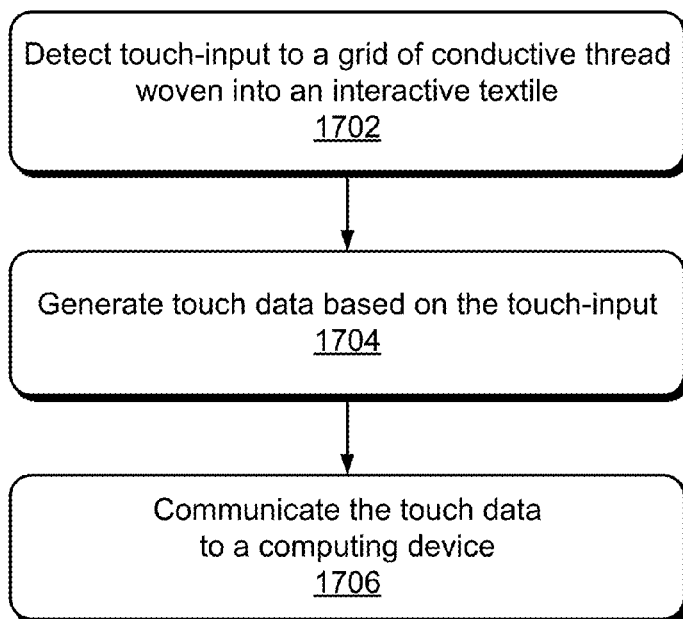 Detect touch-input to a grid of conductive thread
woven into an interactive textile
1702
Generate touch data based on the touch-input
1704
Communicate the touch data
to a computing device
1706